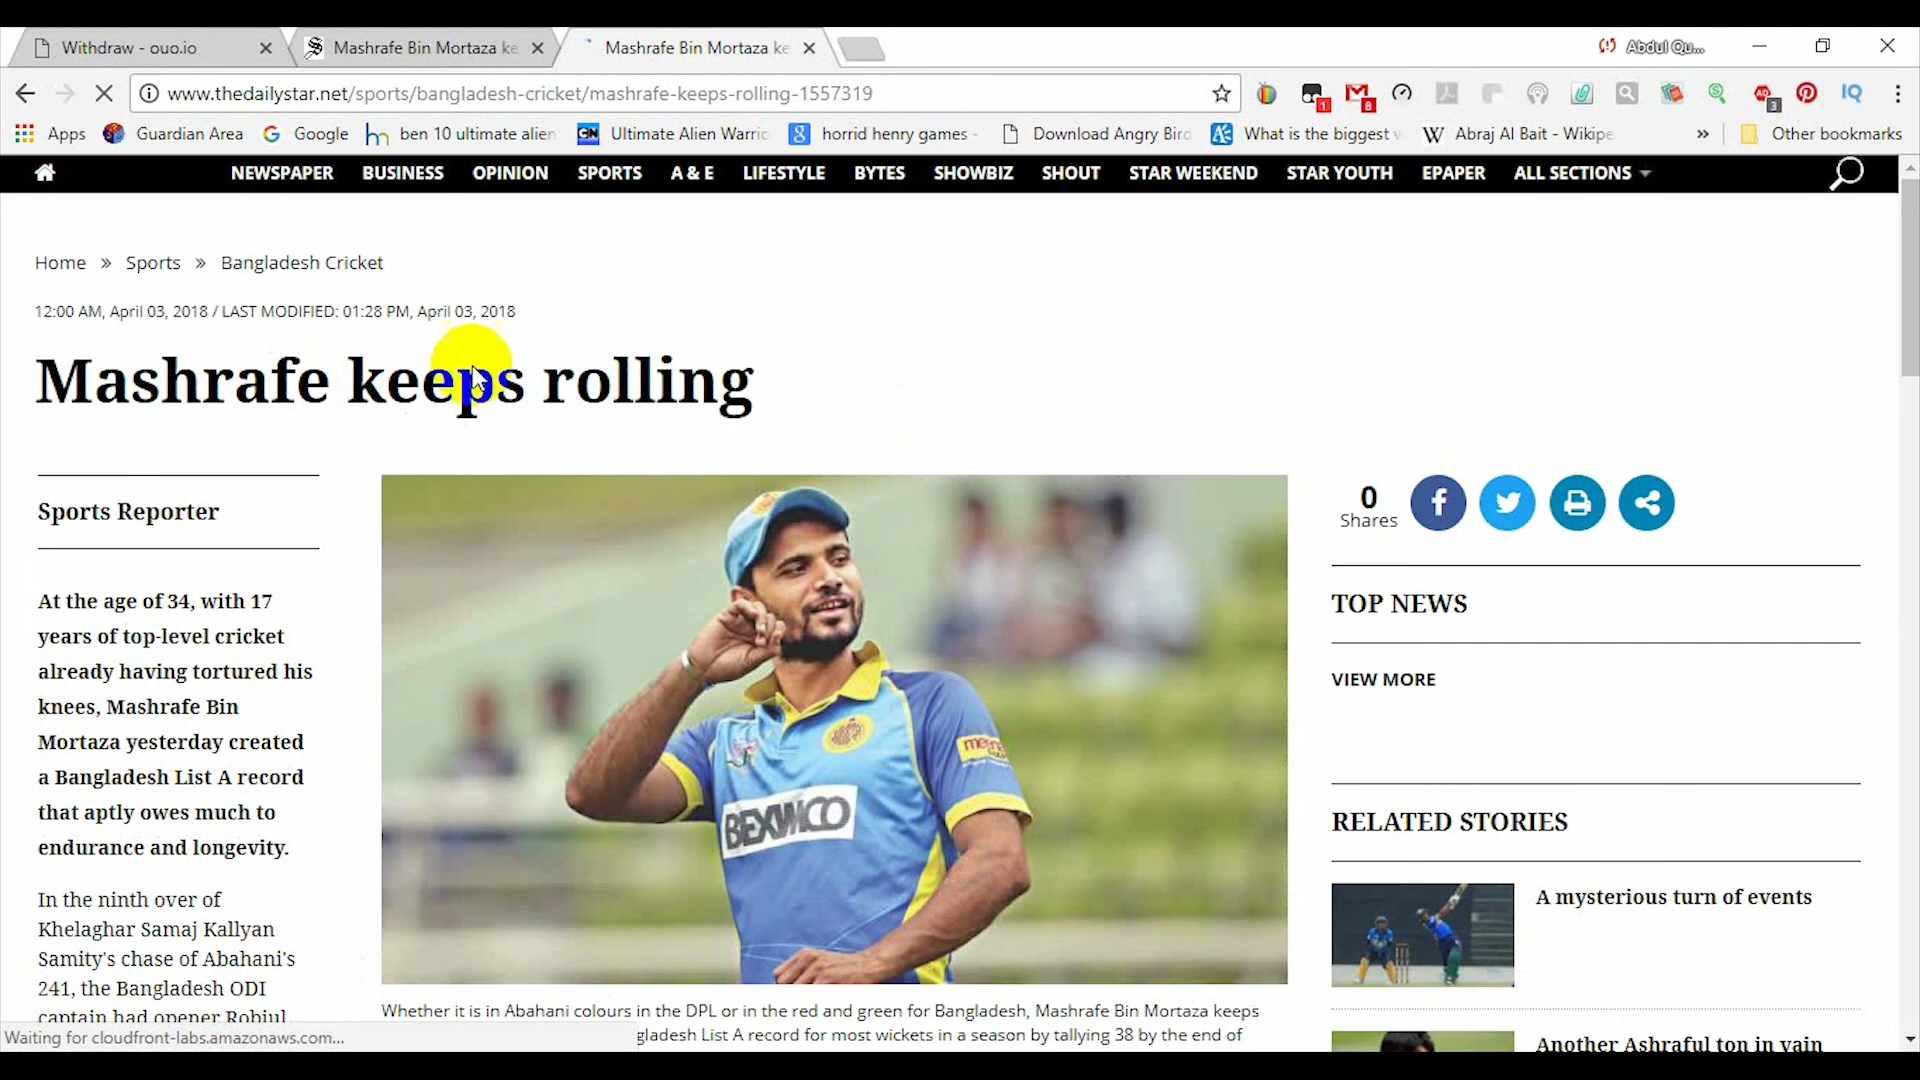 Withdraw - ouo.io
Mashrafe Bin Mortaza ke
Mashrafe Bin Mortaza ke
Abdul Qu...
www.thedailystar.net/sports/bangladesh-cricket/mashrafe-keeps-rolling-1557319
1
8
3
IQ
Apps
Guardian Area
Google
ben 10 ultimate alien
Ultimate Alien Warric
horrid henry games -
Download Angry Bird
What is the biggest v
Abraj Al Bait - Wikipe
»
Other bookmarks
NEWSPAPER BUSINESS OPINION SPORTS A & E LIFESTYLE BYTES SHOWBIZ SHOUT STAR WEEKEND STAR YOUTH EPAPER ALL SECTIONS
Home » Sports » Bangladesh Cricket
12:00 AM, April 03, 2018 / LAST MODIFIED: 01:28 PM, April 03, 2018
Mashrafe keeps rolling
Sports Reporter
At the age of 34, with 17
years of top-level cricket
already having tortured his
knees, Mashrafe Bin
Mortaza yesterday created
a Bangladesh List A record
that aptly owes much to
endurance and longevity.
In the ninth over of
Khelaghar Samaj Kallyan
Samity's chase of Abahani's
241, the Bangladesh ODI
captain had opener Robiul
BEXIMCO
Whether it is in Abahani colours in the DPL or in the red and green for Bangladesh, Mashrafe Bin Mortaza keeps
gladesh List A record for most wickets in a season by tallying 38 by the end of
0
Shares
TOP NEWS
VIEW MORE
RELATED STORIES
A mysterious turn of events
Another Ashraful ton in vain
Waiting for cloudfront-labs.amazonaws.com...